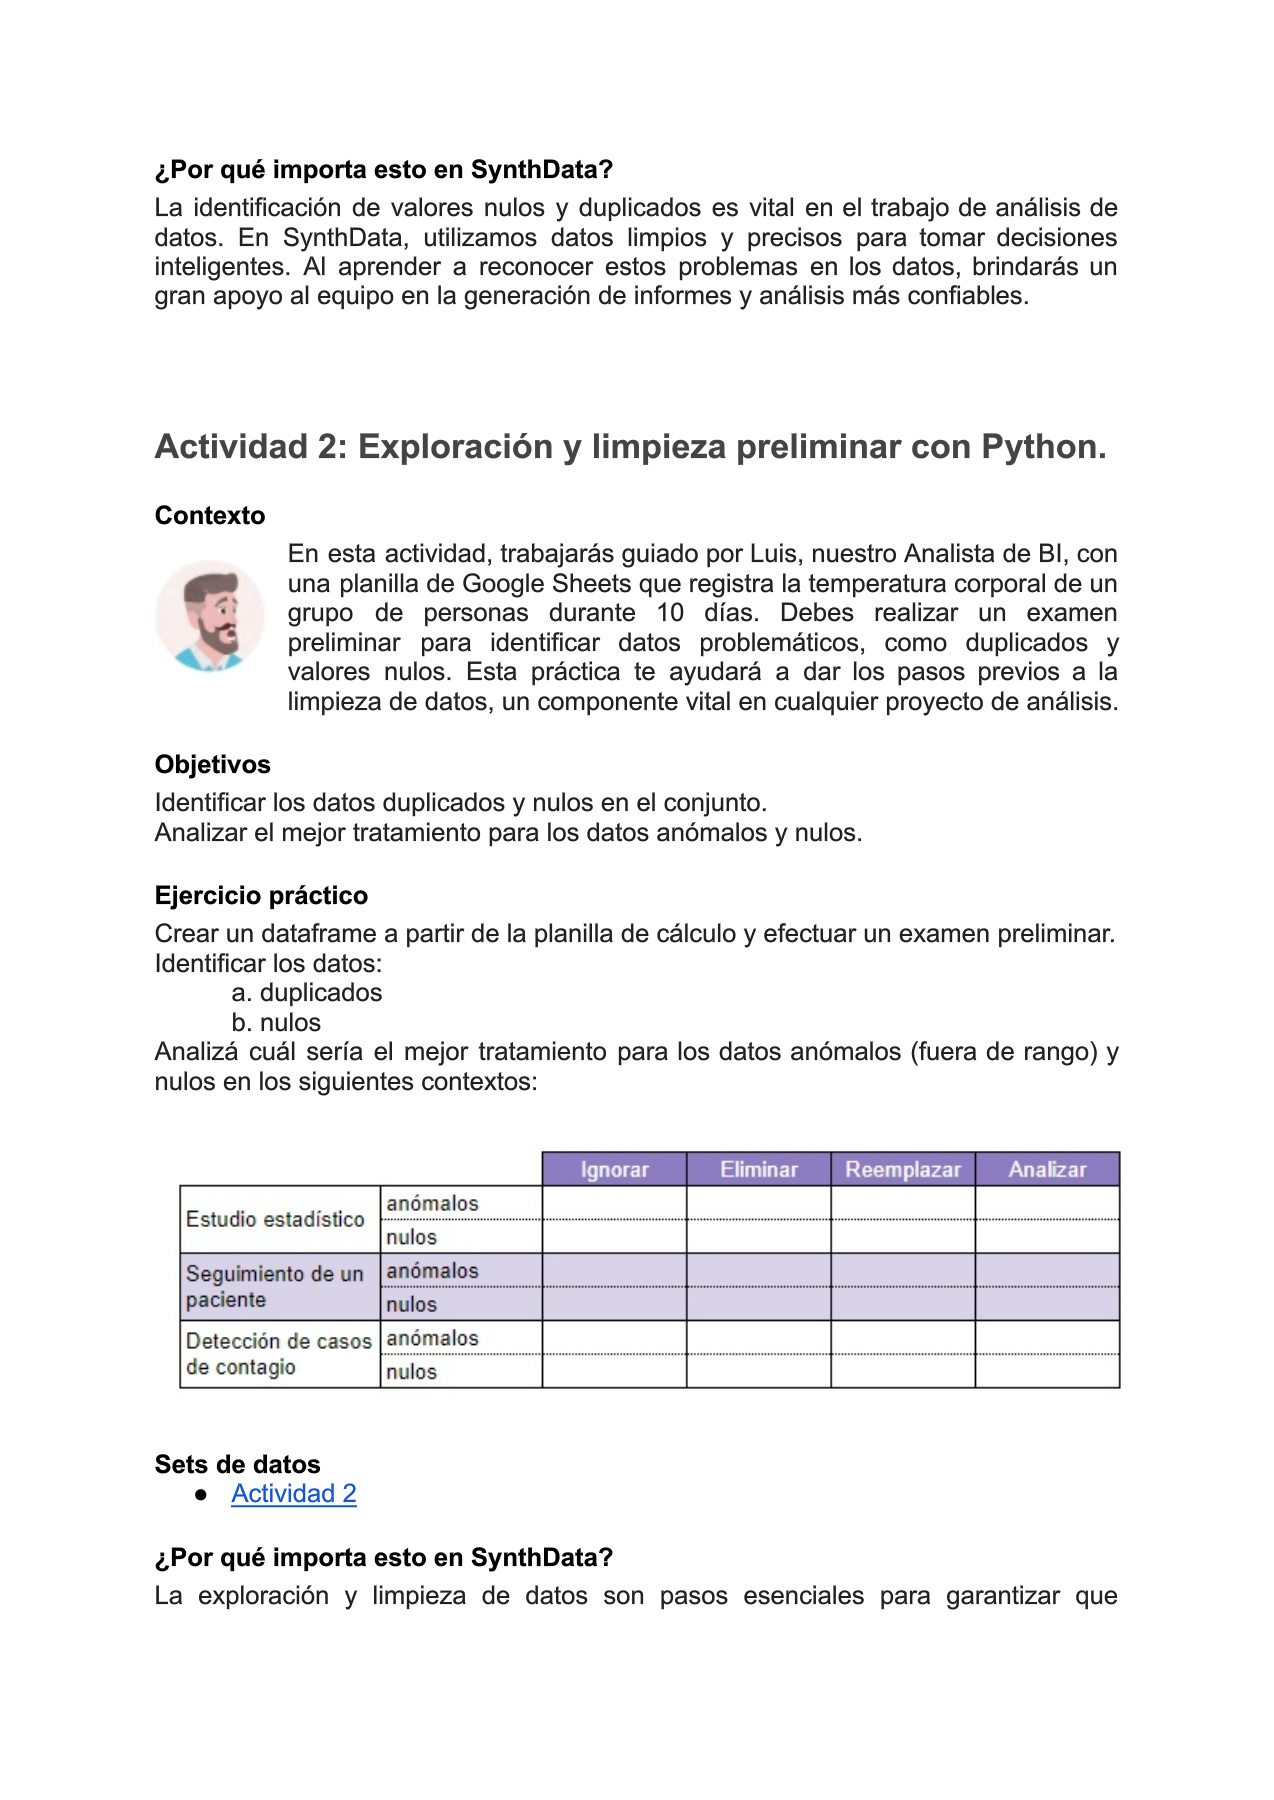 ¿Por qué importa esto en SynthData?
La identificación de valores nulos y duplicados es vital en el trabajo de análisis de
datos. En SynthData, utilizamos datos limpios y precisos para tomar decisiones
inteligentes. Al aprender a reconocer estos problemas en los datos, brindarás un
gran apoyo al equipo en la generación de informes y análisis más confiables.
Actividad 2: Exploración y limpieza preliminar con Python.
Contexto
En esta actividad, trabajarás guiado por Luis, nuestro Analista de BI, con
una planilla de Google Sheets que registra la temperatura corporal de un
grupo de personas durante 10 días. Debes realizar un examen
preliminar para identificar datos problemáticos, como duplicados y
valores nulos. Esta práctica te ayudará a dar los pasos previos a la
limpieza de datos, un componente vital en cualquier proyecto de análisis.
Objetivos
Identificar los datos duplicados y nulos en el conjunto.
Analizar el mejor tratamiento para los datos anómalos y nulos.
Ejercicio práctico
Crear un dataframe a partir de la planilla de cálculo y efectuar un examen preliminar.
Identificar los datos:
a. duplicados
b. nulos
Analizá cuál sería el mejor tratamiento para los datos anómalos (fuera de rango) y
nulos en los siguientes contextos:
Ignorar Eliminar Reemplazar Analizar
Estudio estadístico
anómalos
nulos
Seguimiento de un
paciente
anómalos
nulos
Detección de casos
de contagio
anómalos
nulos
Sets de datos
● Actividad 2
¿Por qué importa esto en SynthData?
La exploración y limpieza de datos son pasos esenciales para garantizar que